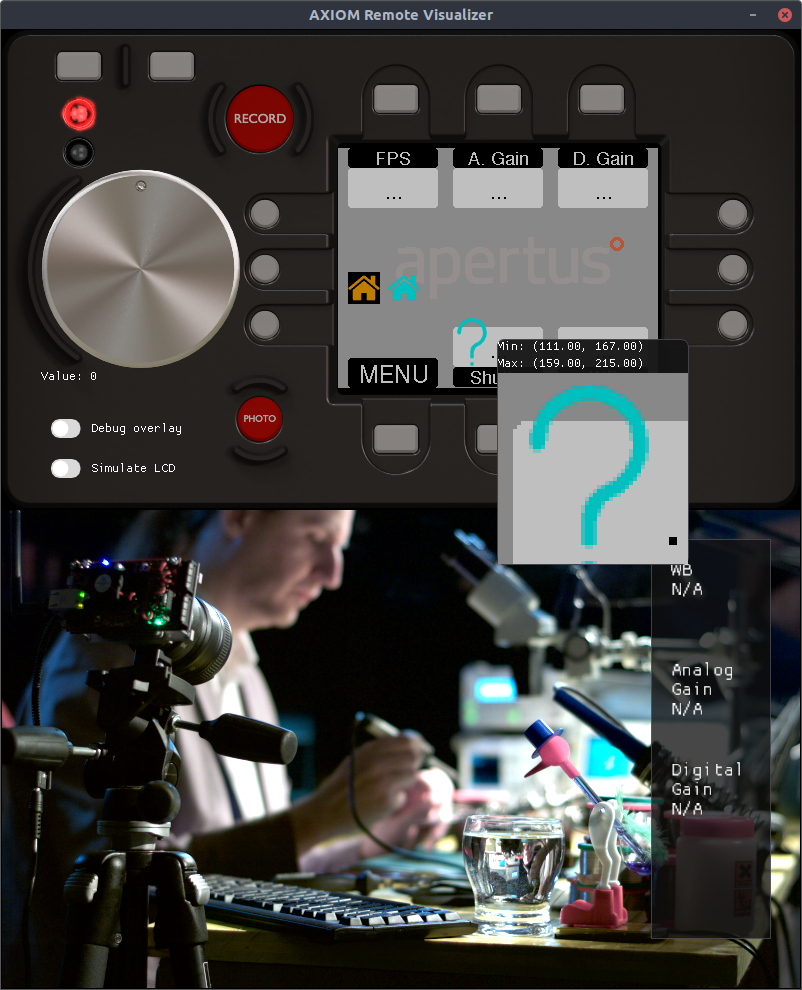 AXIOM Remote Visualizer
RECORD
FPS
A. Gain
D. Gain
...
...
...
apertus°
MENU
Shu
Min: (111.00, 167.00)
Max: (159.00, 215.00)
Value: 0
PHOTO
Debug overlay
Simulate LCD
WB
N/A
Analog
Gain
N/A
Digital
Gain
N/A